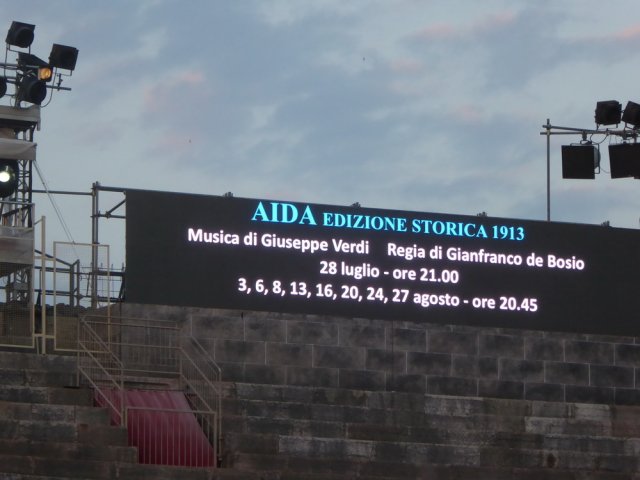 AIDA EDIZIONE STORICA 1913
Musica di Giuseppe Verdi Regia di Gianfranco de Bosio
28 luglio - ore 21.00
3, 6, 8, 13, 16, 20, 24, 27 agosto - ore 20.45